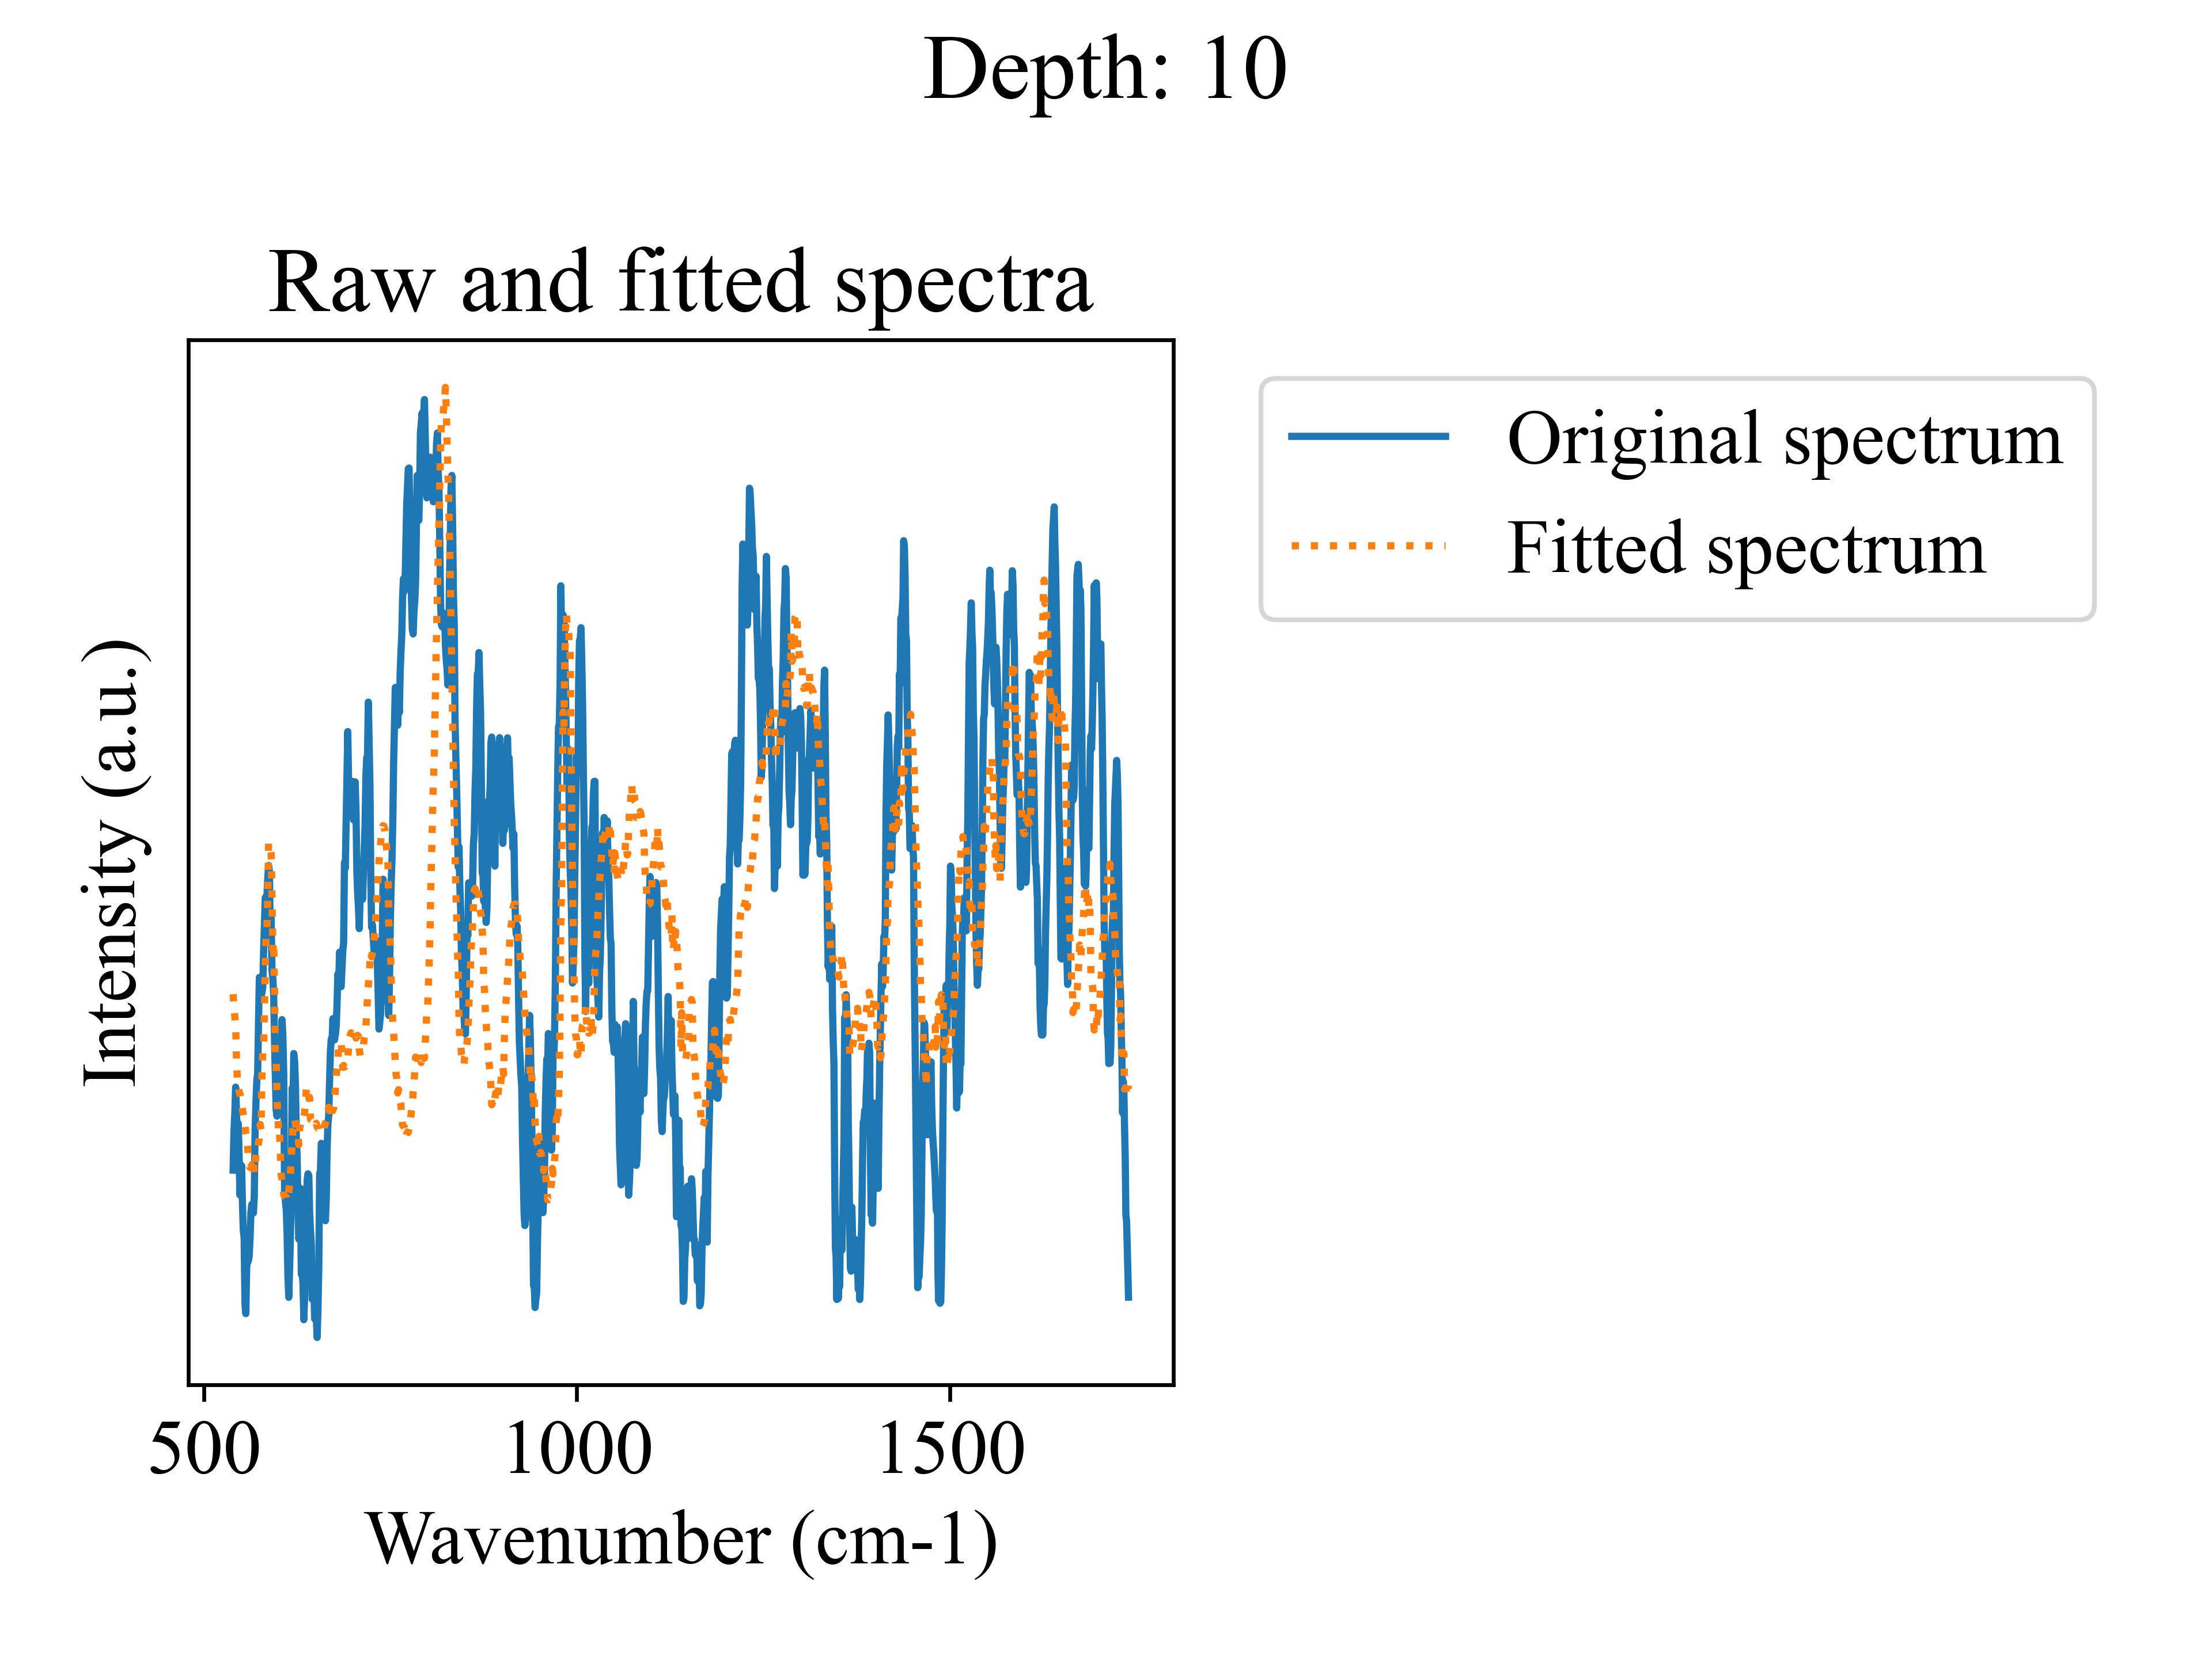 Depth: 10
Raw and fitted spectra
Original spectrum
Fitted spectrum
Intensity (a.u.)
500 1000 1500
Wavenumber (cm-1)